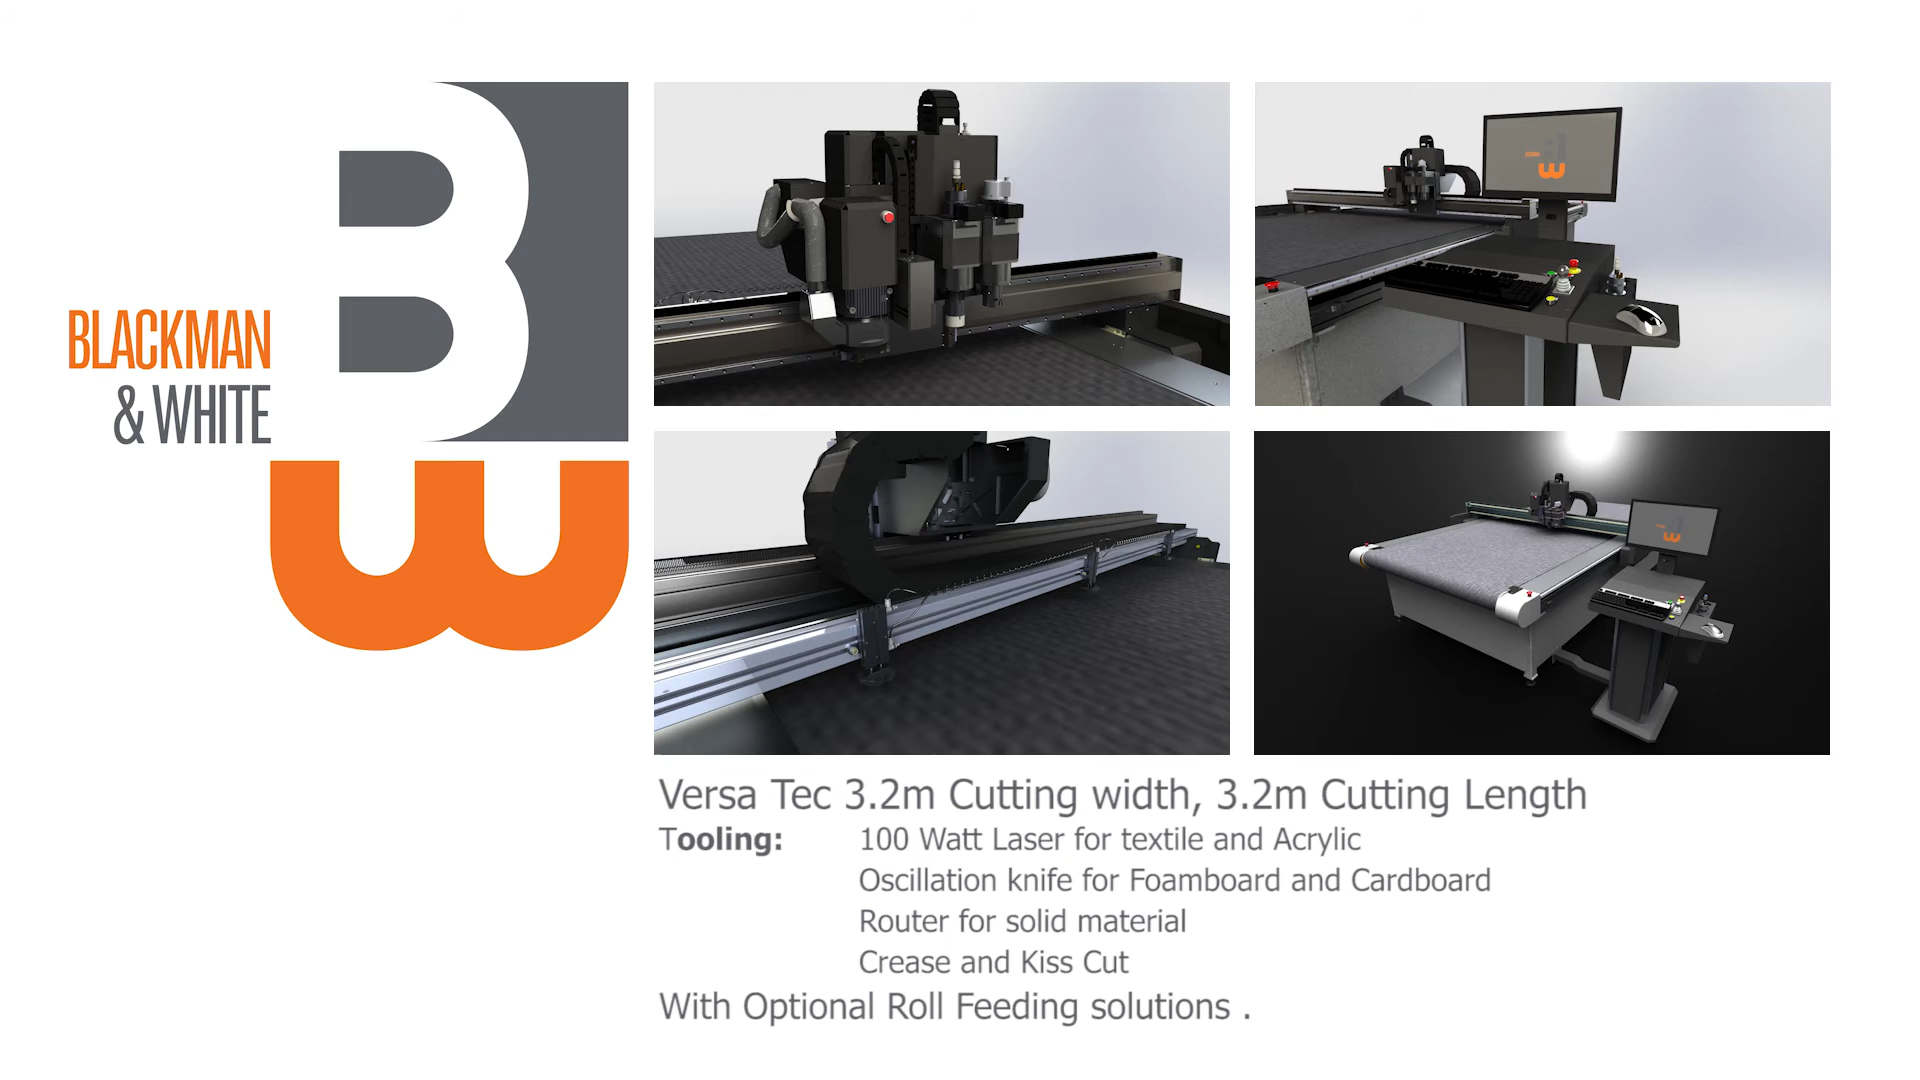 BLACKMAN
& WHITE
Versa Tec 3.2m Cutting width, 3.2m Cutting Length
Tooling: 100 Watt Laser for textile and Acrylic
Oscillation knife for Foamboard and Cardboard
Router for solid material
Crease and Kiss Cut
With Optional Roll Feeding solutions .